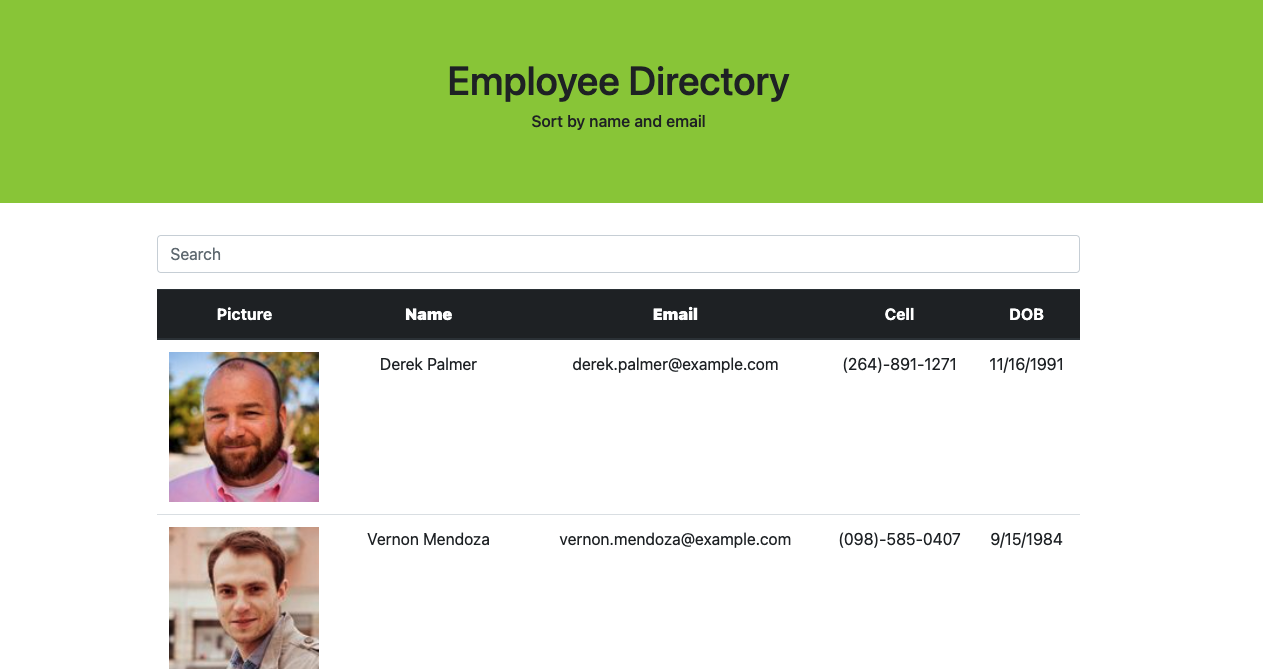 Employee Directory
Sort by name and email
Search
Picture Name Email Cell DOB
Derek Palmer derek.palmer@example.com (264)-891-1271 11/16/1991
Vernon Mendoza vernon.mendoza@example.com (098)-585-0407 9/15/1984